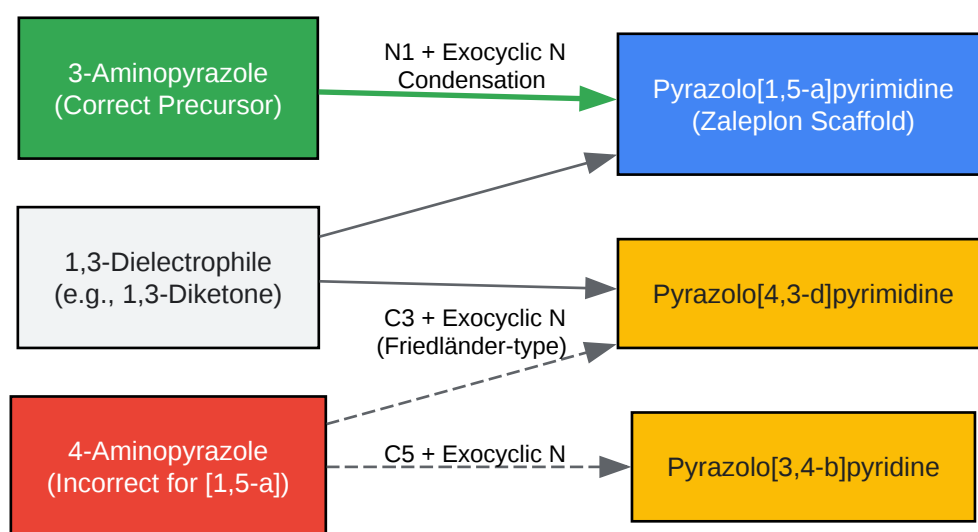 3-Aminopyrazole
(Correct Precursor)
N1 + Exocyclic N
Condensation
Pyrazolo[1,5-a]pyrimidine
(Zaleplon Scaffold)
1,3-Dielectrophile
(e.g., 1,3-Diketone)
Pyrazolo[4,3-d]pyrimidine
C3 + Exocyclic N
(Friedländer-type)
4-Aminopyrazole
(Incorrect for [1,5-a])
C5 + Exocyclic N
Pyrazolo[3,4-b]pyridine